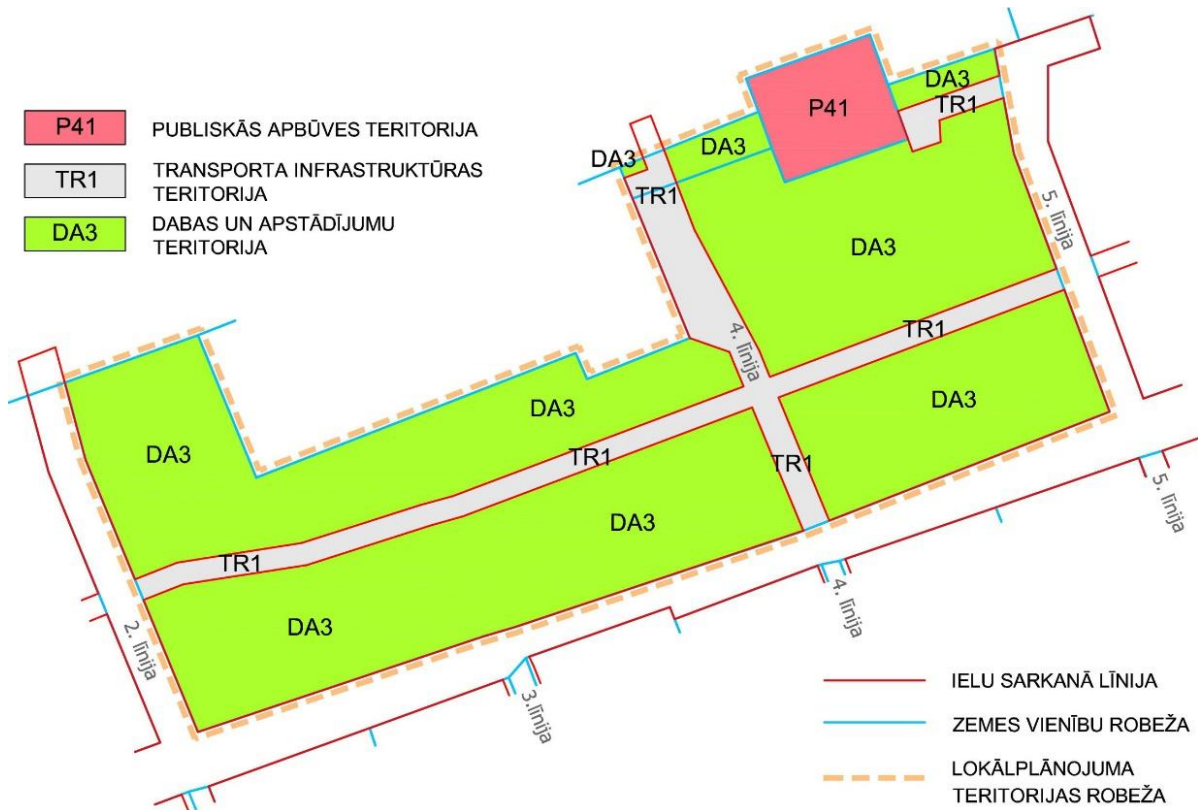 P41
PUBLISKĀS APBŪVES TERITORIJA
TR1
TRANSPORTA INFRASTRUKTŪRAS
TERITORIJA
DA3
DABAS UN APSTĀDĪJUMU
TERITORIJA
DA3
P41
TR1
DA3
DA3
TR1
5. līnija
DA3
TR1
4. līnija
DA3
DA3
DA3
TR1
TR1
DA3
5. līnija
TR1
4. līnija
DA3
2. līnija
3.līnija
IELU SARKANĀ LĪNIJA
ZEMES VIENĪBU ROBEŽA
LOKĀLPLĀNOJUMA
TERITORIJAS ROBEŽA